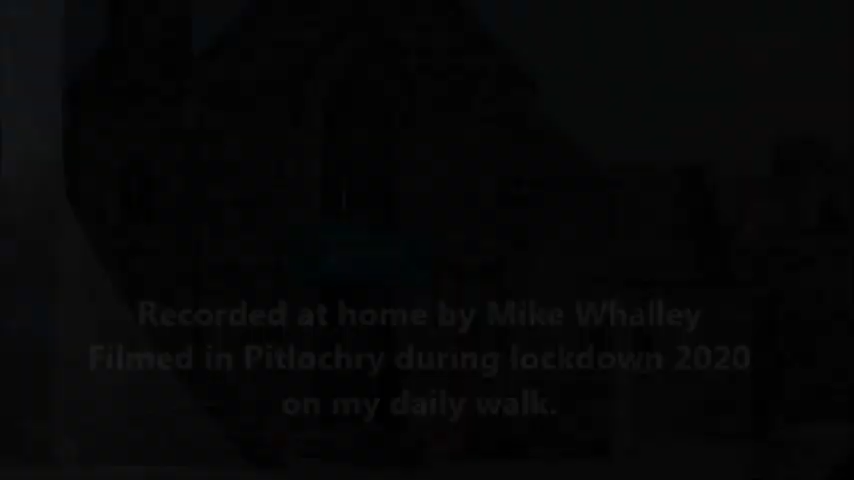 Recorded at home by Mike Whalley
Filmed in Pitlochry during lockdown 2020
on my daily walk.